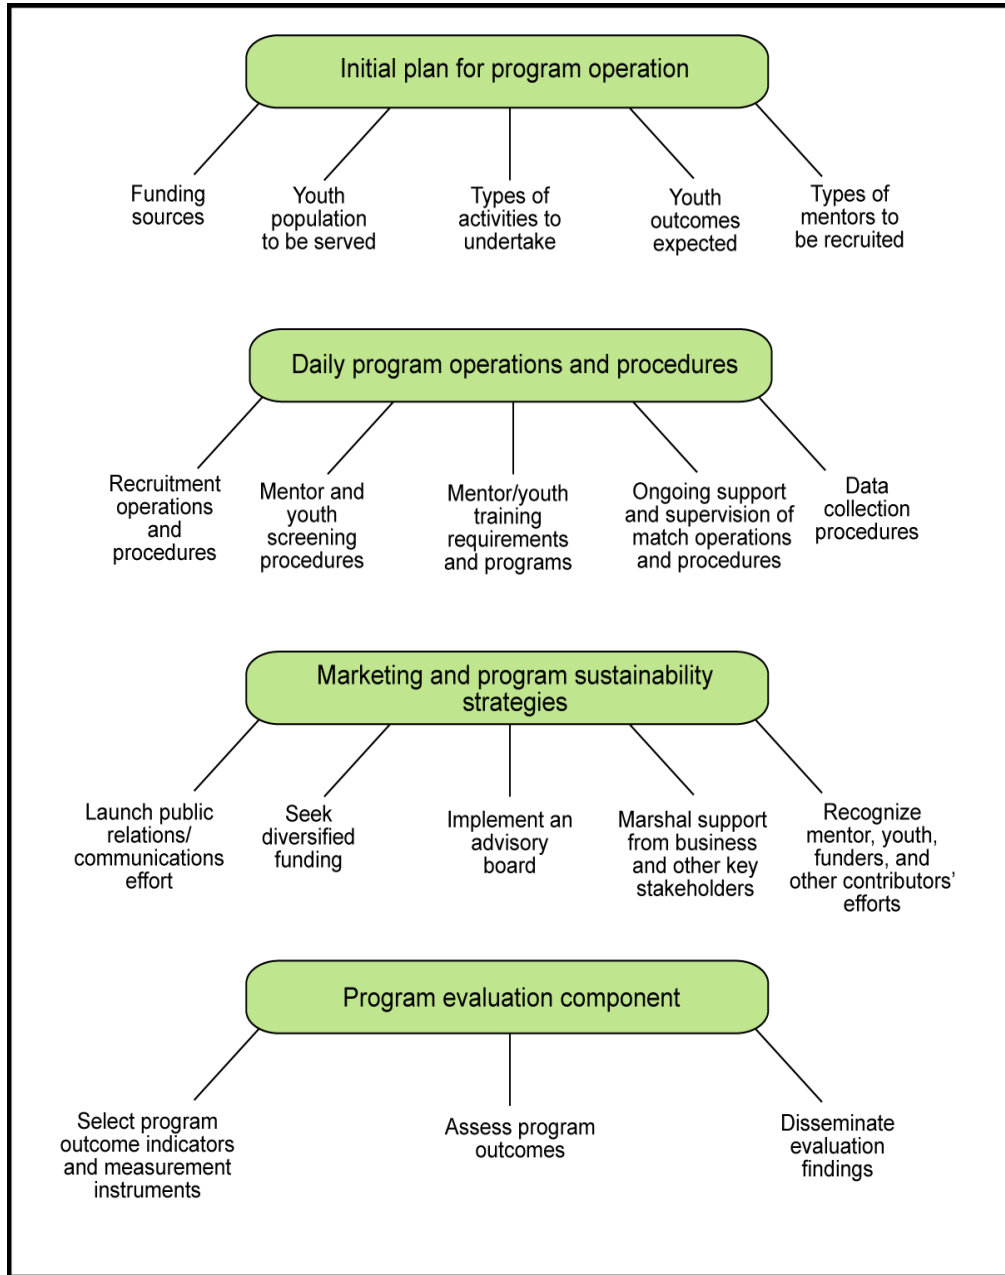 Initial plan for program operation
Funding
sources
Youth
population
to be served
Types of
activities to
undertake
Youth
outcomes
expected
Types of
mentors to
be recruited
Daily program operations and procedures
Recruitment
operations
and
procedures
Mentor and
youth
screening
procedures
Mentor/youth
training
requirements
and programs
Ongoing support
and supervision of
match operations
and procedures
Data
collection
procedures
Marketing and program sustainability
strategies
Launch public
relations/
communications
effort
Seek
diversified
funding
Implement an
advisory
board
Marshal support
from business
and other key
stakeholders
Recognize
mentor, youth,
funders, and
other contributors’
efforts
Program evaluation component
Select program
outcome indicators
and measurement
instruments
Assess program
outcomes
Disseminate
evaluation
findings